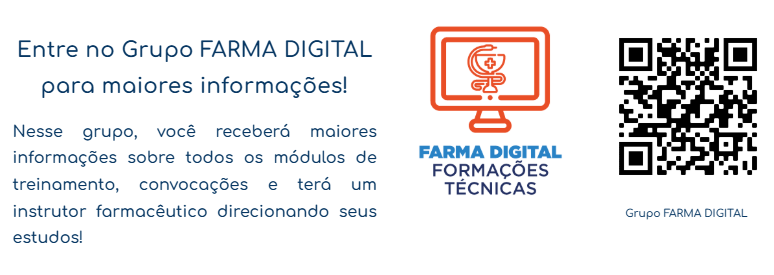 Entre no Grupo FARMA DIGITAL
para maiores informações!
Nesse grupo, você receberá maiores
informações sobre todos os módulos de
treinamento, convocações e terá um
instrutor farmacêutico direcionando seus
estudos!
FARMA DIGITAL
FORMAÇÕES
TÉCNICAS
Grupo FARMA DIGITAL